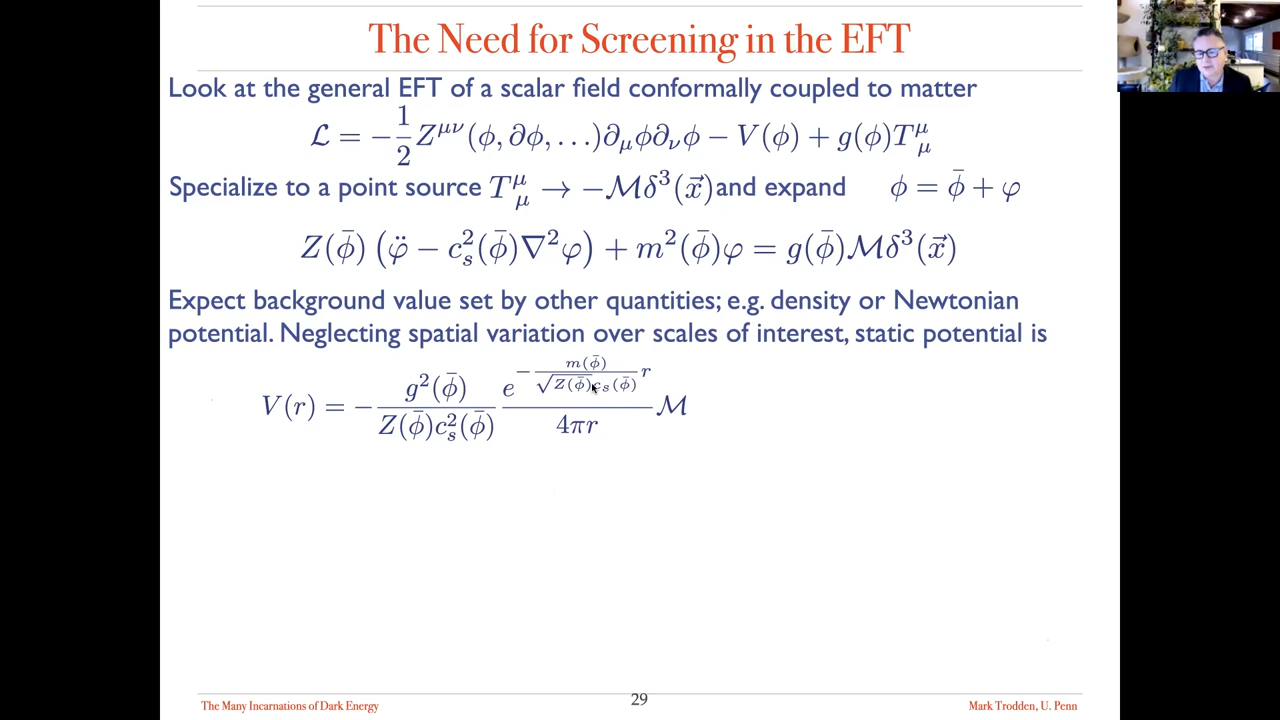 The Need for Screening in the EFT
Look at the general EFT of a scalar field conformally coupled to matter
ℒ = −1/2 Z^{μν}(ϕ, ∂ϕ, …)∂_μϕ∂_νϕ − V(ϕ) + g(ϕ)T^μ_μ
Specialize to a point source T^μ_μ → −ℳδ³(x⃗) and expand ϕ = ϕ̄ + φ
Z(ϕ̄) (φ̈ − c_s²(ϕ̄)∇²φ) + m²(ϕ̄)φ = g(ϕ̄)ℳδ³(x⃗)
Expect background value set by other quantities; e.g. density or Newtonian
potential. Neglecting spatial variation over scales of interest, static potential is
V(r) = − g²(ϕ̄)/(Z(ϕ̄)c_s²(ϕ̄)) e^{−(m(ϕ̄)/(√Z(ϕ̄) c_s(ϕ̄))) r}/(4πr) ℳ
The Many Incarnations of Dark Energy
29
Mark Trodden, U. Penn